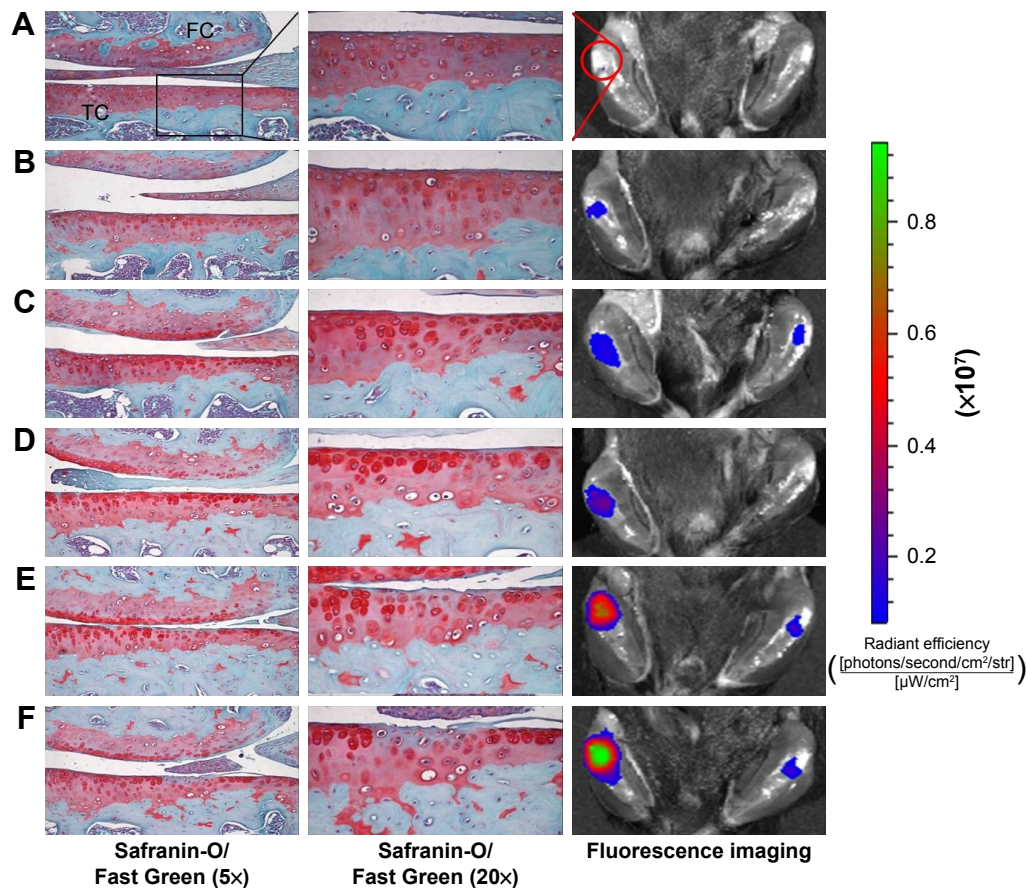 A
FC
TC
B
C
D
E
F
0.8
0.6
0.4
0.2
(×10⁷)
Radiant efficiency
([photons/second/cm²/str])
[µW/cm²]
Safranin-O/
Fast Green (5×)
Safranin-O/
Fast Green (20×)
Fluorescence imaging